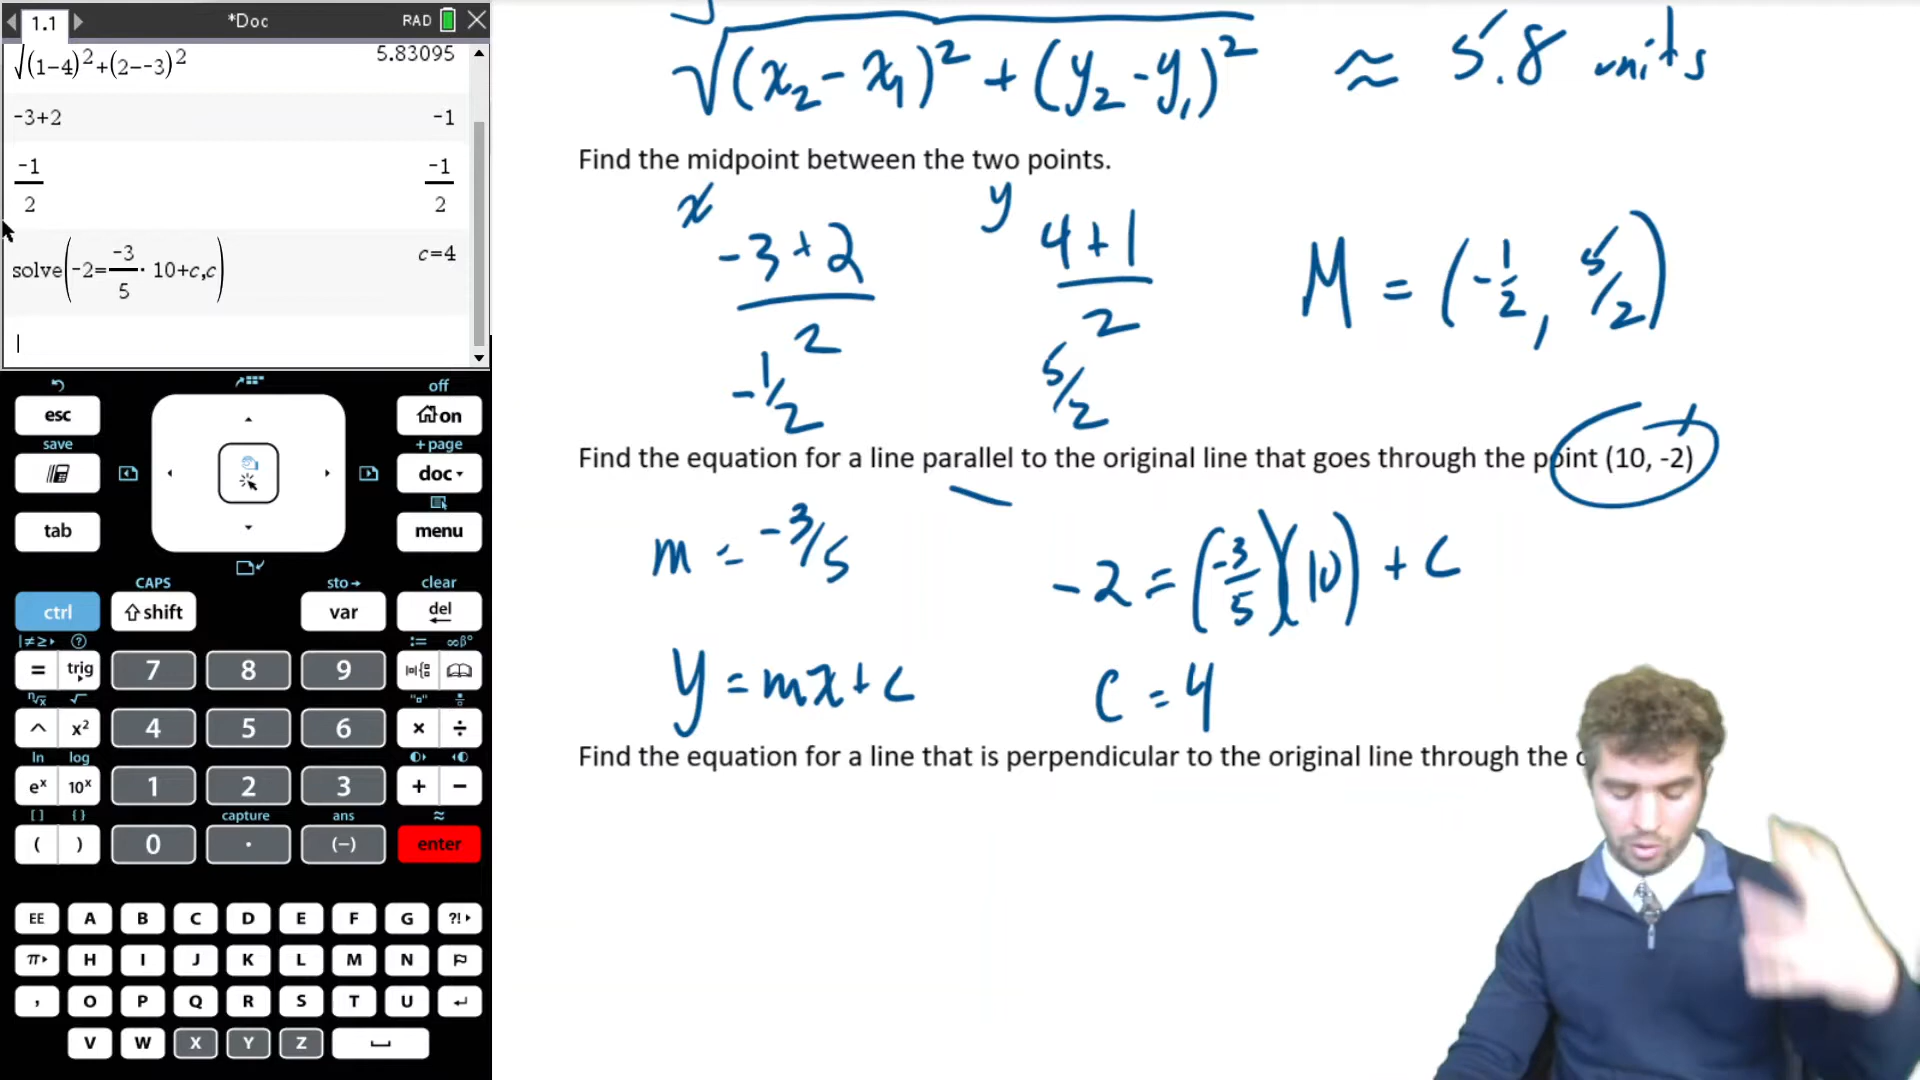 1.1 *Doc RAD
√(1-4)²+(2--3)² 5.83095
-3+2 -1
-1/2 -1/2
solve(-2=-3/5·10+c,c) c=4
off
esc on
save + page
doc
tab menu
CAPS sto→ clear
ctrl shift var del
= trig 7 8 9
^ x² 4 5 6 × ÷
ln log
eˣ 10ˣ 1 2 3 + −
[] {} capture ans ≈
( ) 0 . (−) enter
EE A B C D E F G ?!
π H I J K L M N
, O P Q R S T U
V W X Y Z
√(x₂-x₁)²+(y₂-y₁)² ≈ 5.8 units
Find the midpoint between the two points.
x y
-3+2/2 4+1/2 M = (-1/2, 5/2)
-1/2 5/2
Find the equation for a line parallel to the original line that goes through the point (10, -2)
m = -3/5 -2 = (-3/5)(10) + c
y = mx+c c = 4
Find the equation for a line that is perpendicular to the original line through the